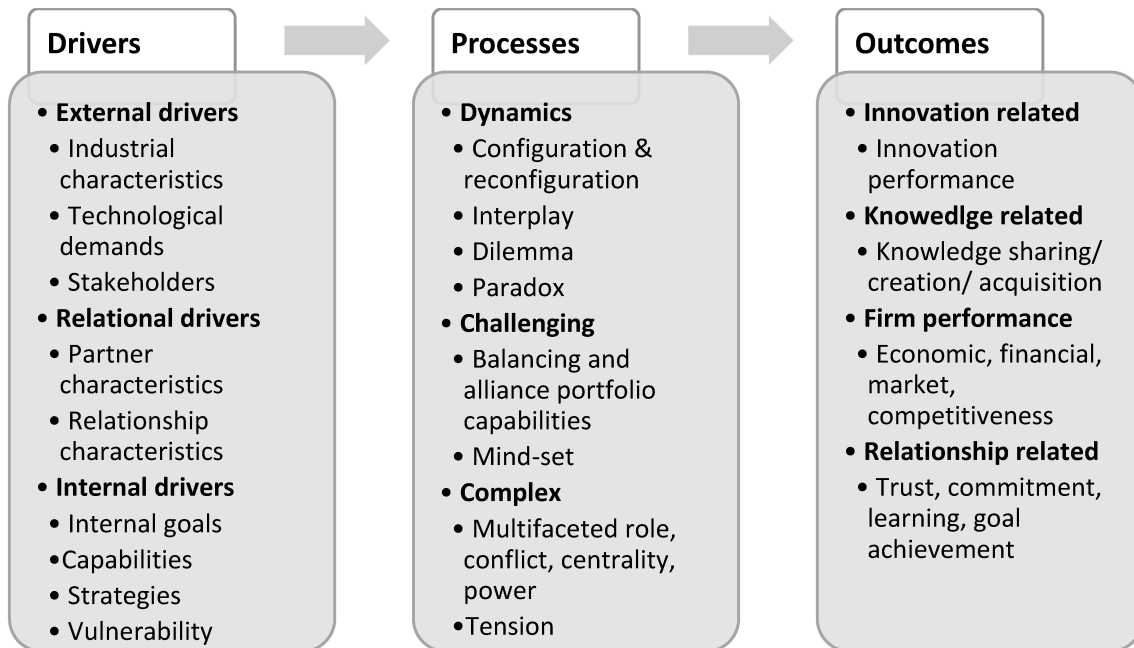 Drivers
• External drivers
• Industrial
characteristics
• Technological
demands
• Stakeholders
• Relational drivers
• Partner
characteristics
• Relationship
characteristics
• Internal drivers
• Internal goals
•Capabilities
• Strategies
• Vulnerability
Processes
• Dynamics
• Configuration &
reconfiguration
• Interplay
• Dilemma
• Paradox
• Challenging
• Balancing and
alliance portfolio
capabilities
• Mind-set
• Complex
• Multifaceted role,
conflict, centrality,
power
•Tension
Outcomes
• Innovation related
• Innovation
performance
• Knowedlge related
• Knowledge sharing/
creation/ acquisition
• Firm performance
• Economic, financial,
market,
competitiveness
• Relationship related
• Trust, commitment,
learning, goal
achievement